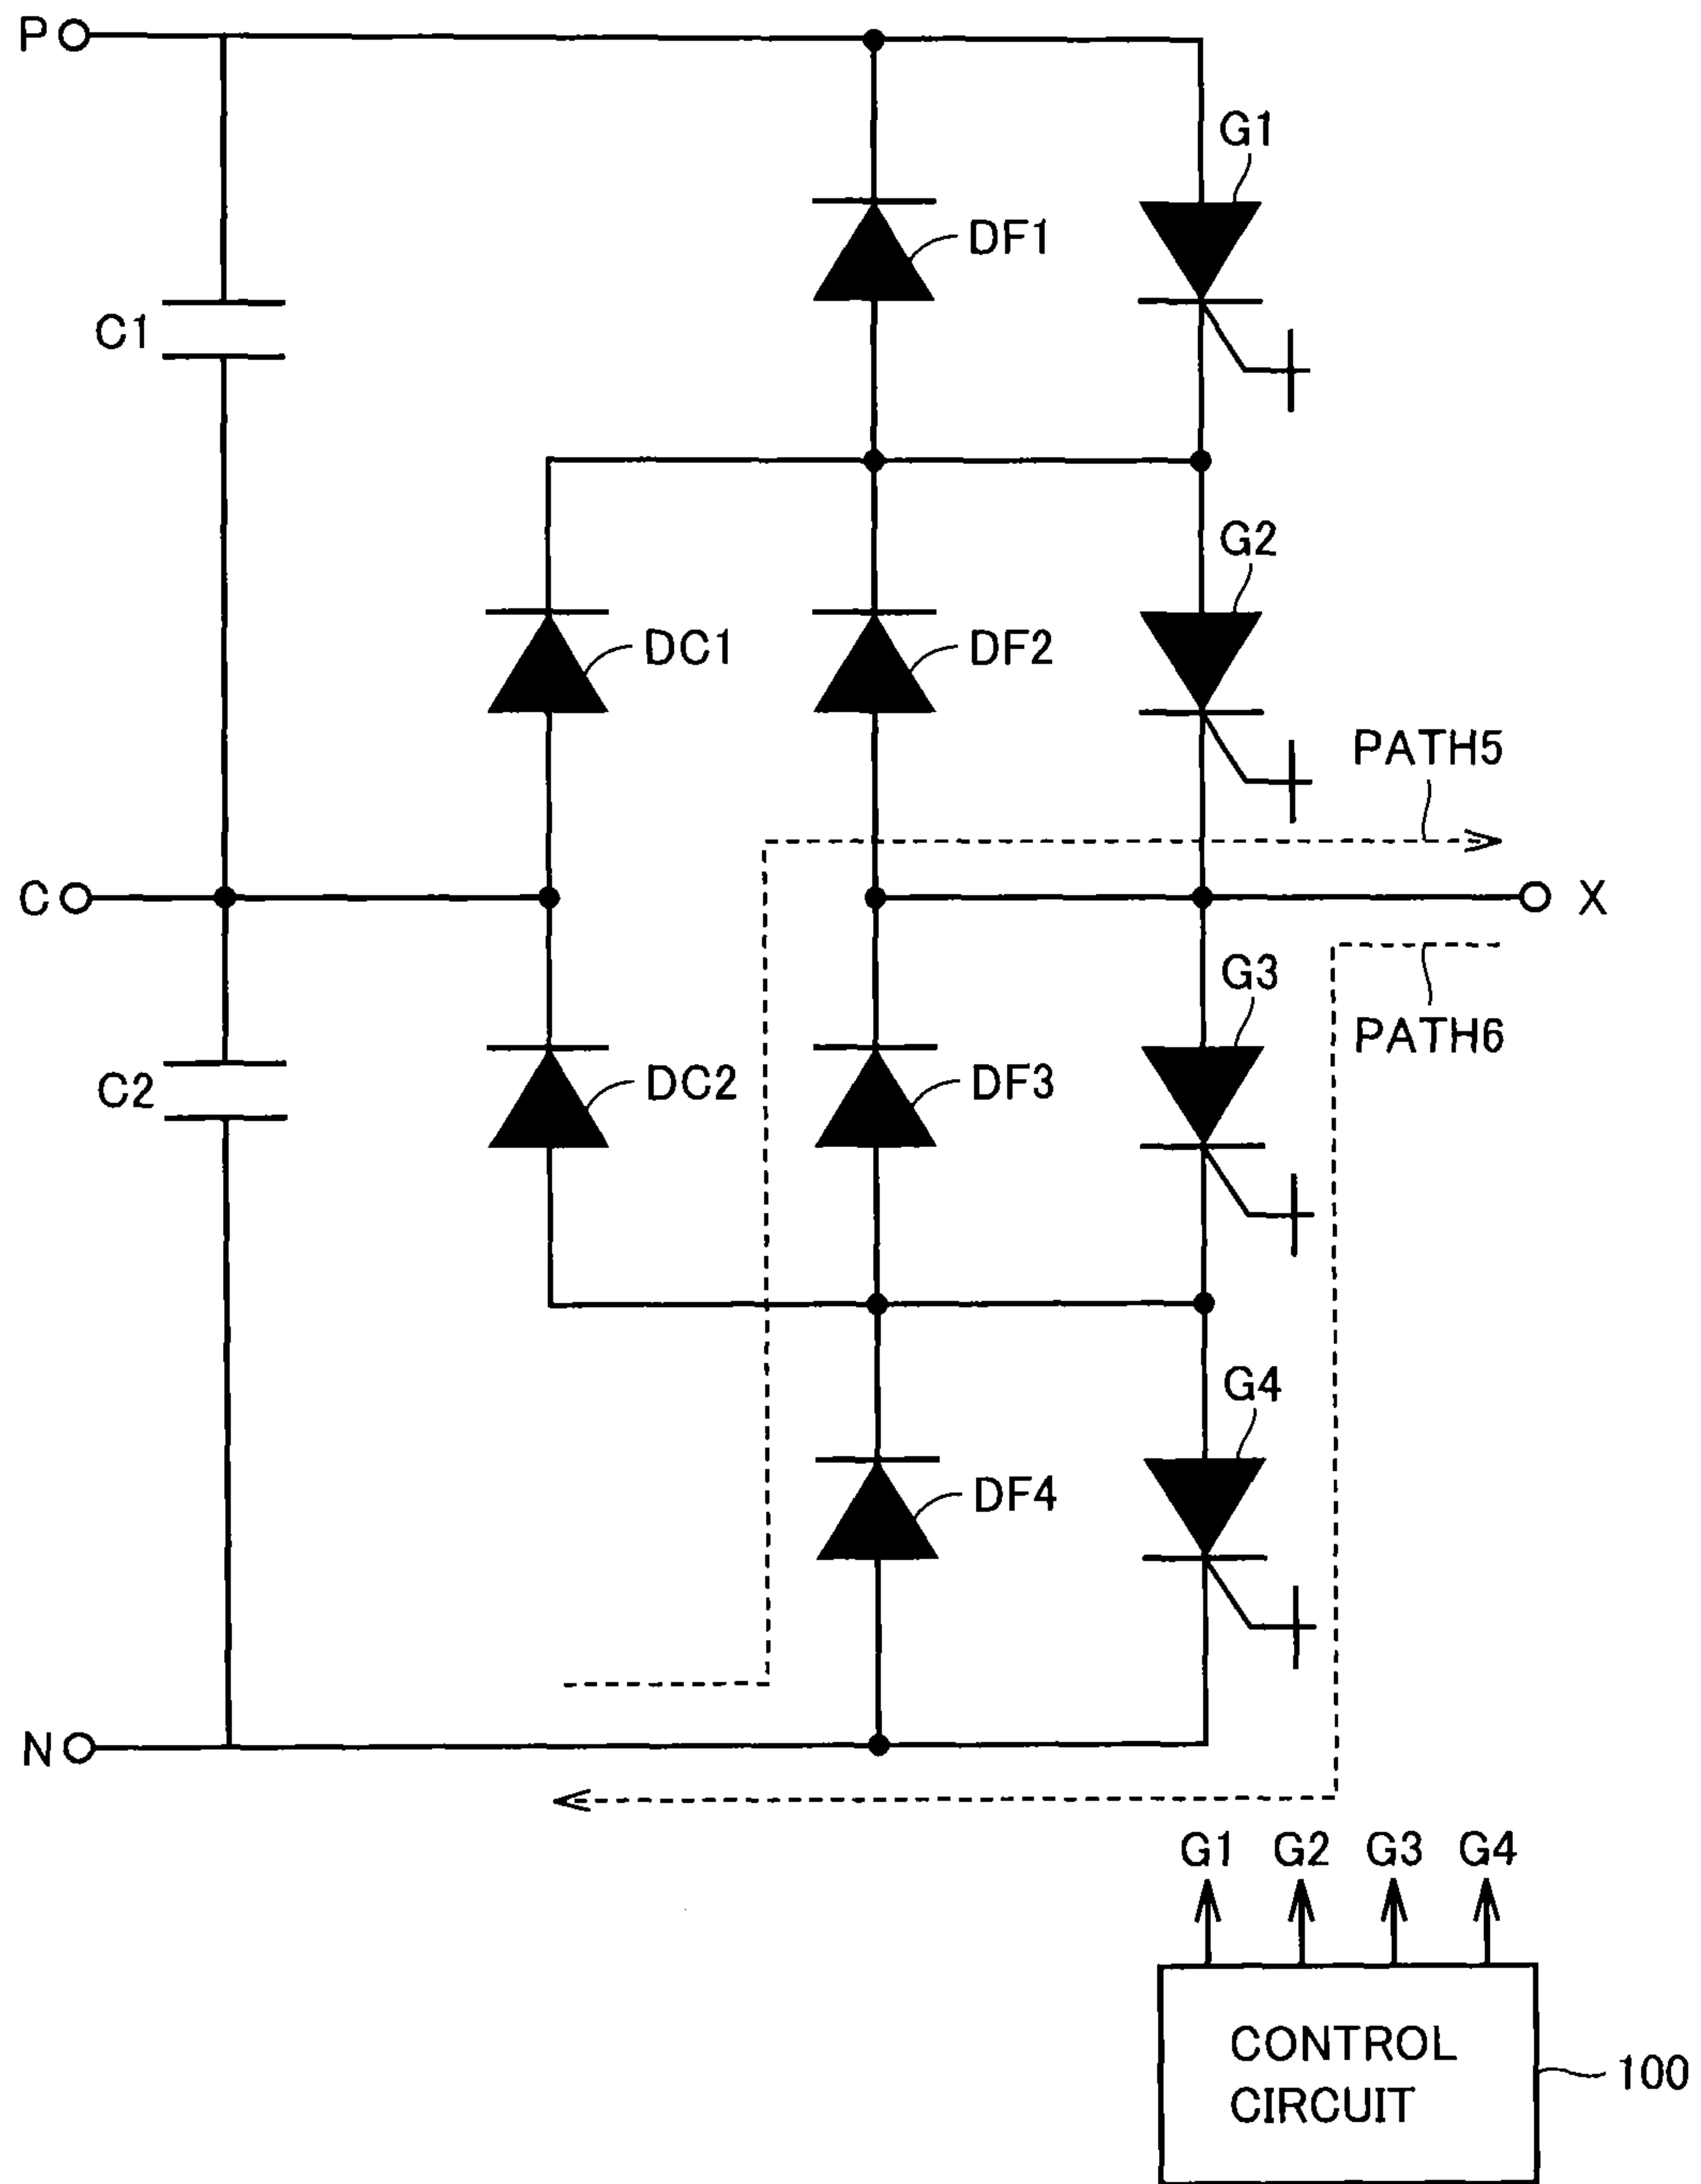 P
G1
DF1
C1
G2
DC1
DF2
PATH5
C
X
G3
PATH6
C2
DC2
DF3
G4
DF4
N
G1 G2 G3 G4
CONTROL
CIRCUIT
100